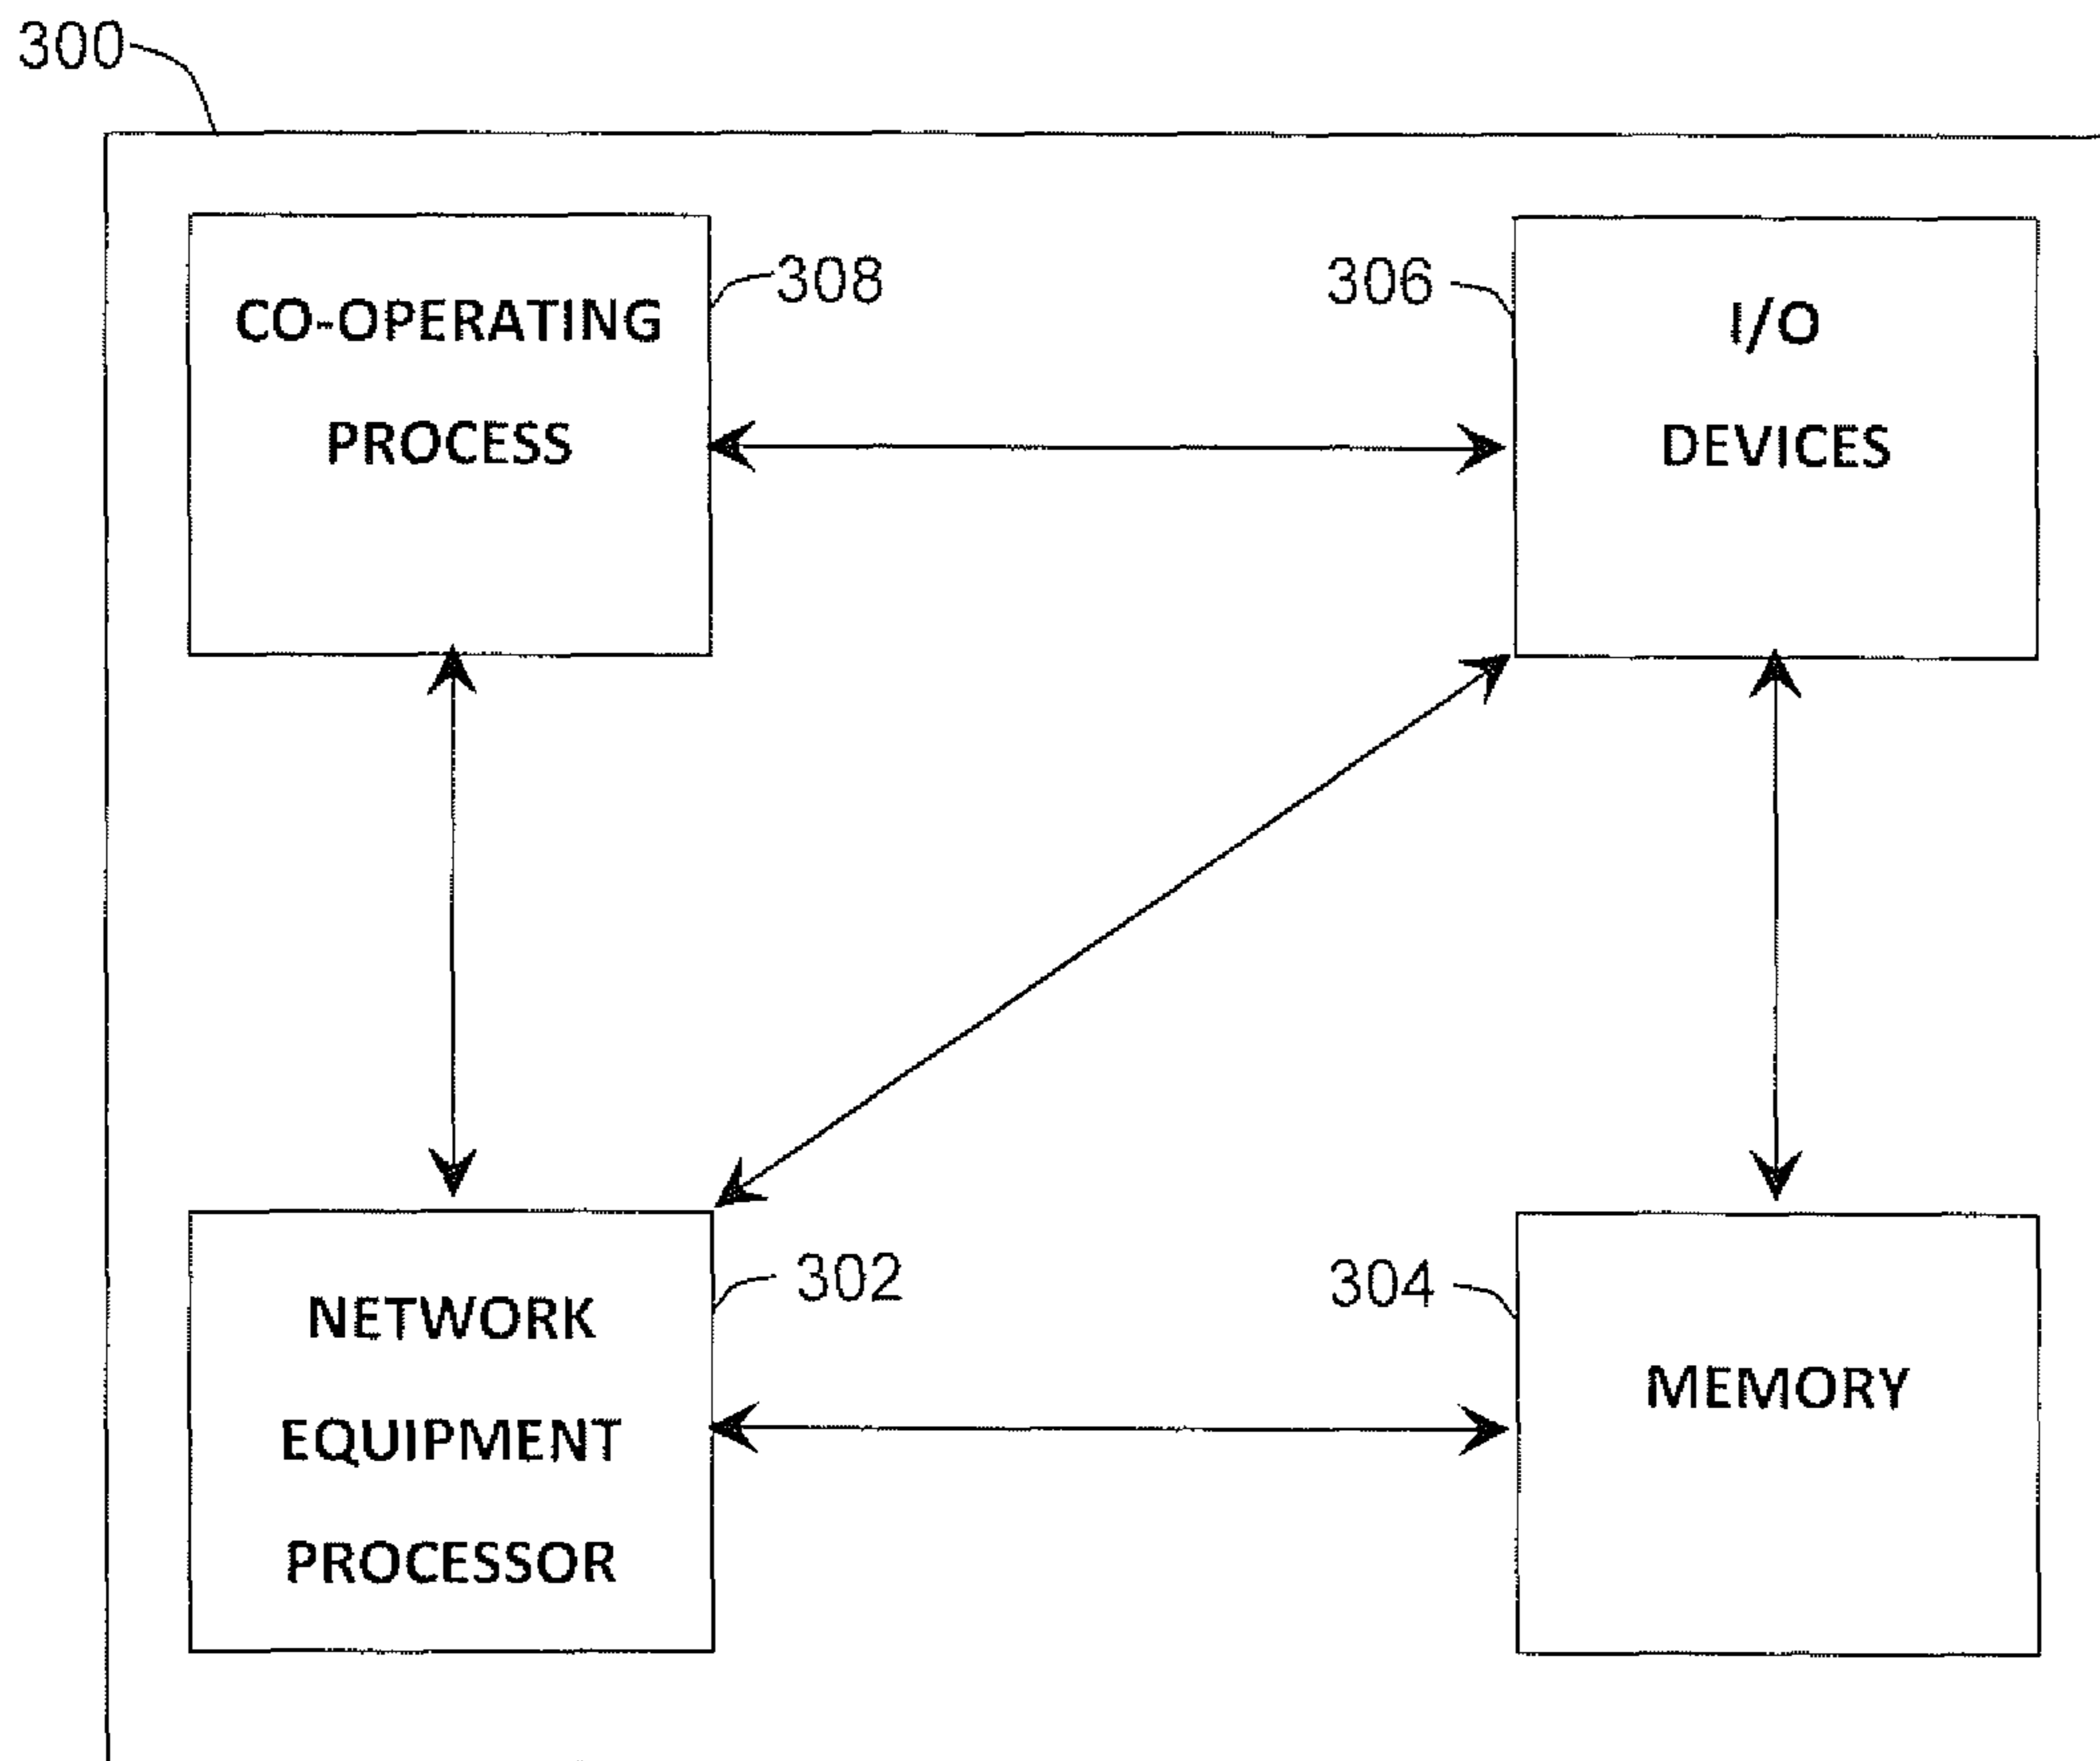 300
CO-OPERATING
PROCESS
308
306
I/O
DEVICES
NETWORK
EQUIPMENT
PROCESSOR
302
304
MEMORY